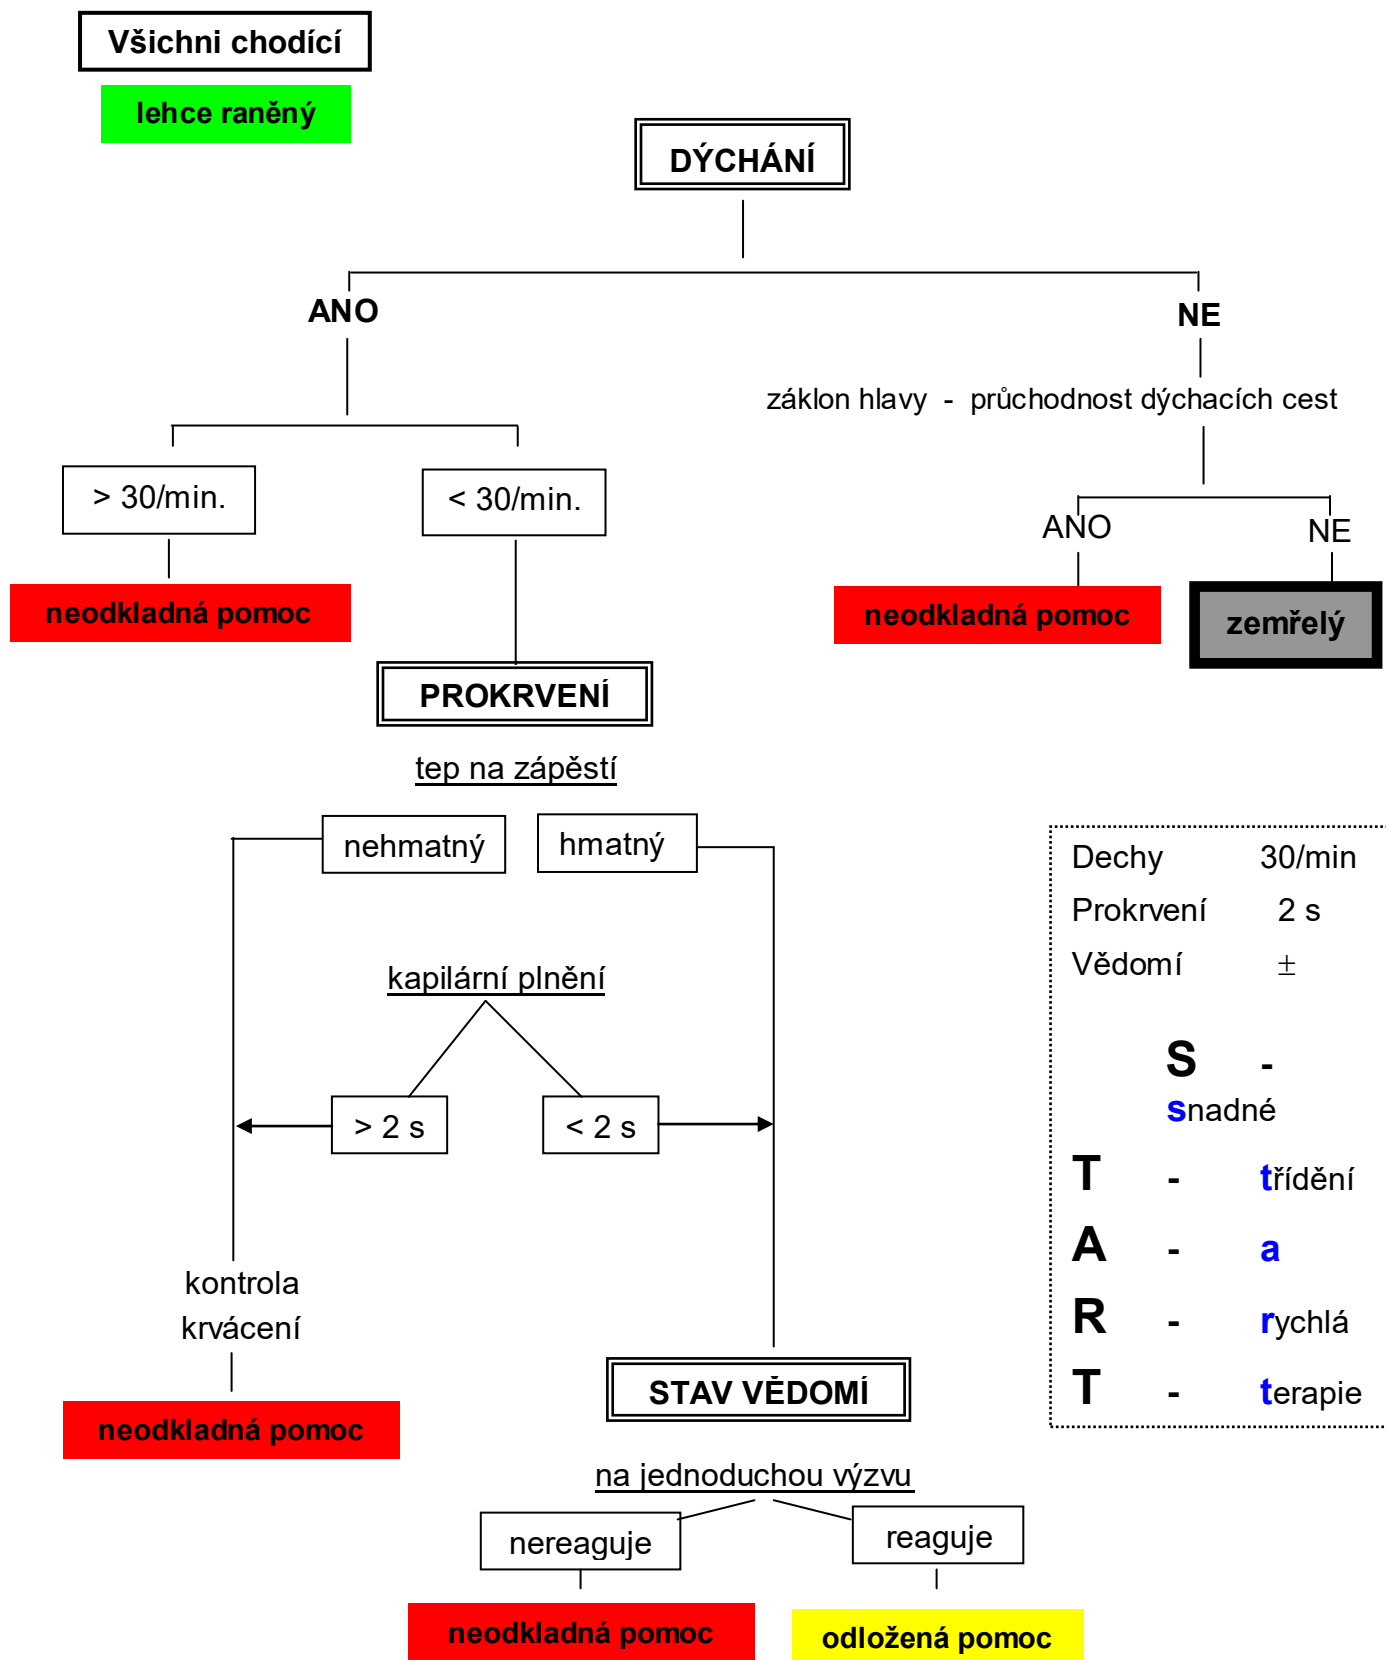 Všichni chodící
lehce raněný
DÝCHÁNÍ
ANO
NE
záklon hlavy - průchodnost dýchacích cest
> 30/min.
< 30/min.
ANO
NE
neodkladná pomoc
neodkladná pomoc
zemřelý
PROKRVENÍ
tep na zápěstí
nehmatný
hmatný
kapilární plnění
> 2 s
< 2 s
kontrola
krvácení
neodkladná pomoc
STAV VĚDOMÍ
na jednoduchou výzvu
nereaguje
reaguje
neodkladná pomoc
odložená pomoc
Dechy 30/min
Prokrvení 2 s
Vědomí ±
S -
snadné
T - třídění
A - a
R - rychlá
T - terapie